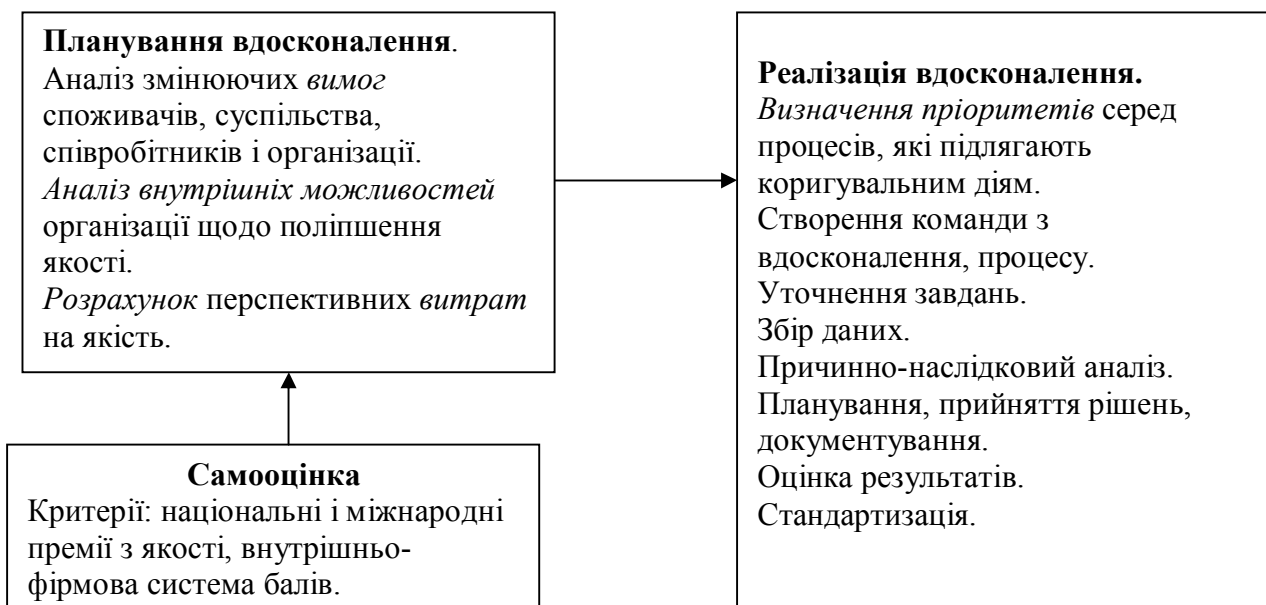 Планування вдосконалення.
Аналіз змінюючих вимог
споживачів, суспільства,
співробітників і організації.
Аналіз внутрішніх можливостей
організації щодо поліпшення
якості.
Розрахунок перспективних витрат
на якість.
Самооцінка
Критерії: національні і міжнародні
премії з якості, внутрішньо-
фірмова система балів.
Реалізація вдосконалення.
Визначення пріоритетів серед
процесів, які підлягають
коригувальним діям.
Створення команди з
вдосконалення, процесу.
Уточнення завдань.
Збір даних.
Причинно-наслідковий аналіз.
Планування, прийняття рішень,
документування.
Оцінка результатів.
Стандартизація.